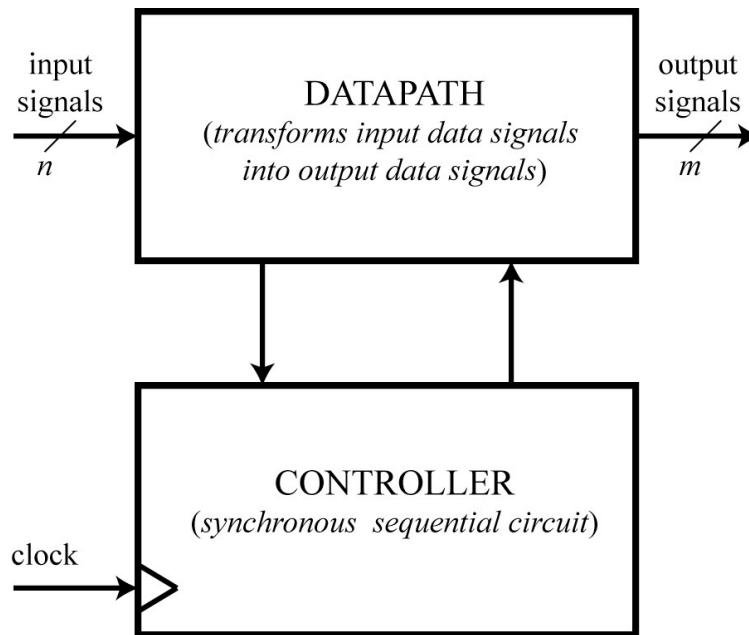 input
signals
n
DATAPATH
(transforms input data signals
into output data signals)
output
signals
m
CONTROLLER
(synchronous sequential circuit)
clock